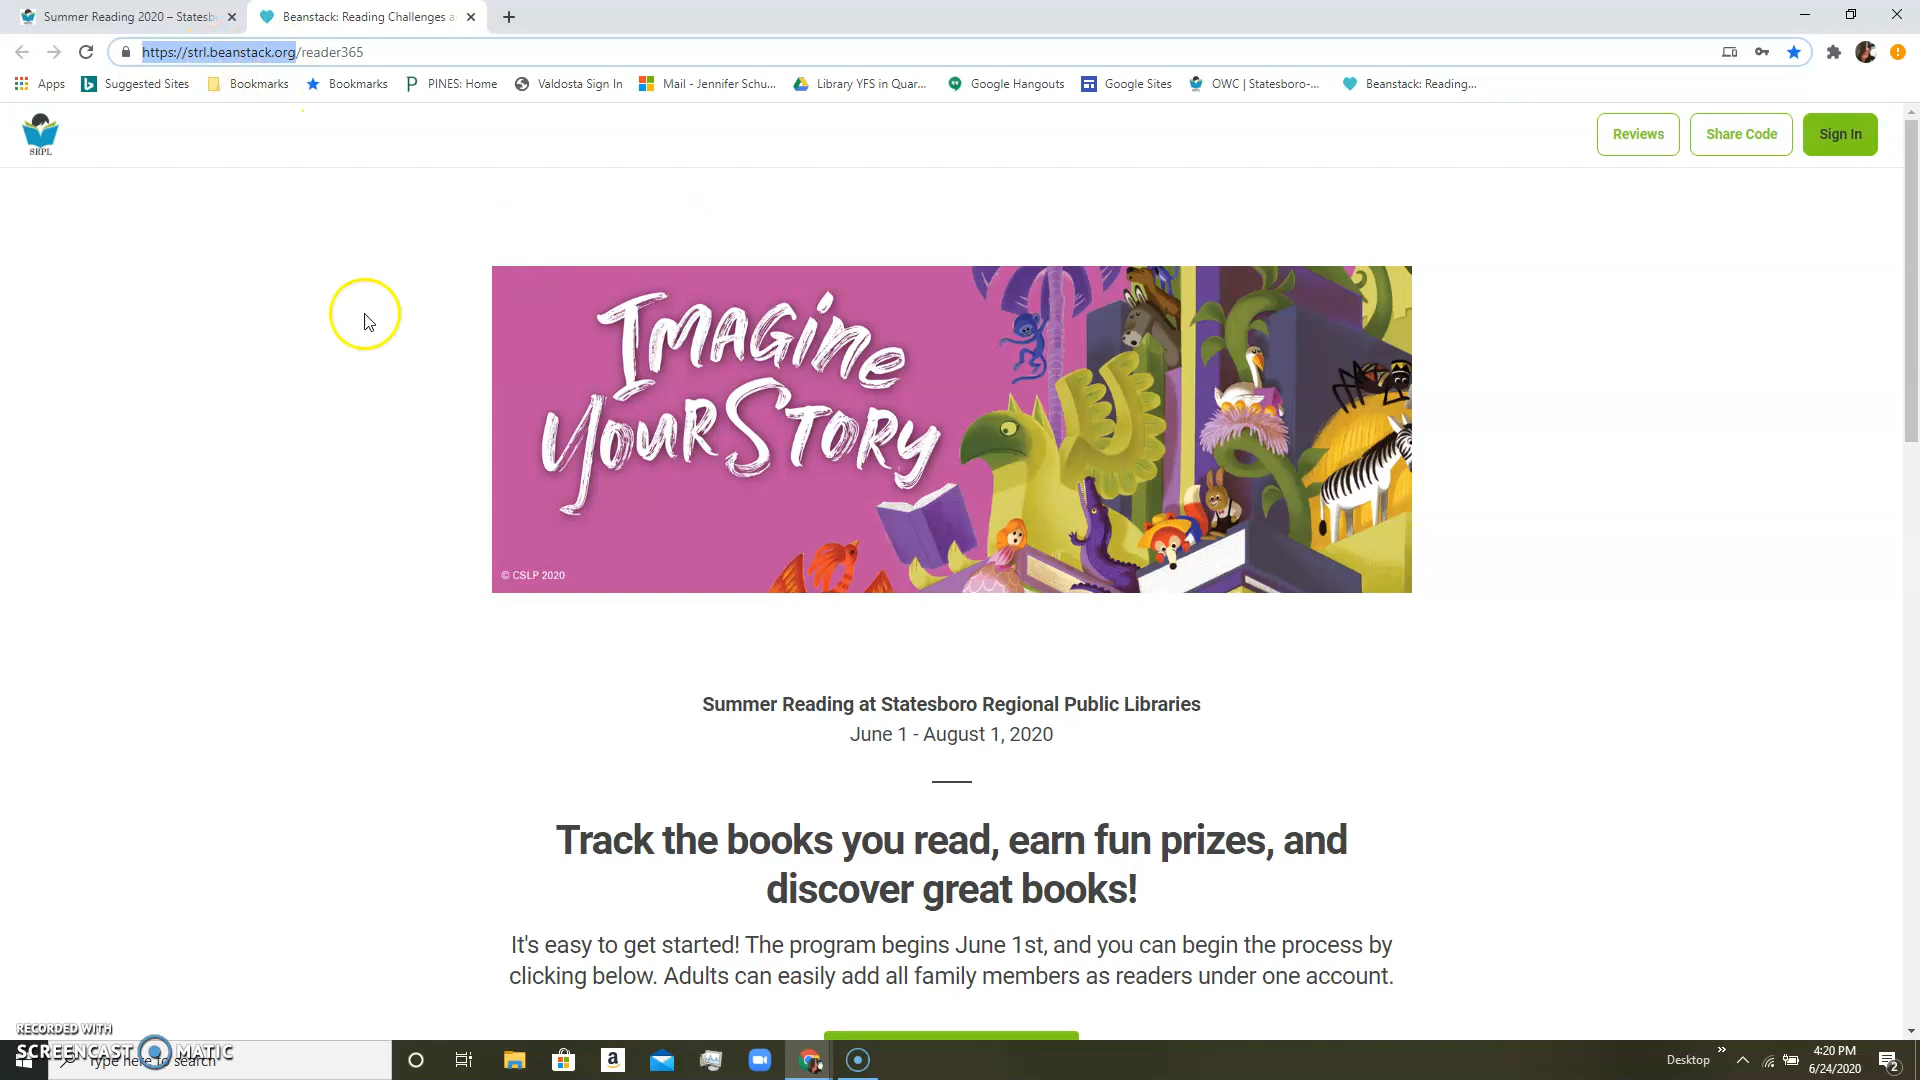 Summer Reading 2020 – Statesb
Beanstack: Reading Challenges a
https://strl.beanstack.org/reader365
Apps
Suggested Sites
Bookmarks
Bookmarks
PINES: Home
Valdosta Sign In
Mail - Jennifer Schu...
Library YFS in Quar...
Google Hangouts
Google Sites
OWC | Statesboro-...
Beanstack: Reading...
SRPL
Reviews
Share Code
Sign In
IMAGINE
YOUR STORY
© CSLP 2020
Summer Reading at Statesboro Regional Public Libraries
June 1 - August 1, 2020
Track the books you read, earn fun prizes, and
discover great books!
It's easy to get started! The program begins June 1st, and you can begin the process by
clicking below. Adults can easily add all family members as readers under one account.
RECORDED WITH
SCREENCAST MATIC
Type here to search
Desktop
4:20 PM
6/24/2020
2